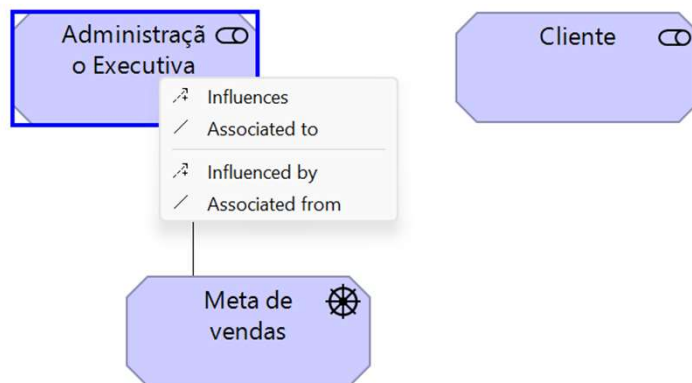 Administraçã
o Executiva
Cliente
Influences
Associated to
Influenced by
Associated from
Meta de
vendas